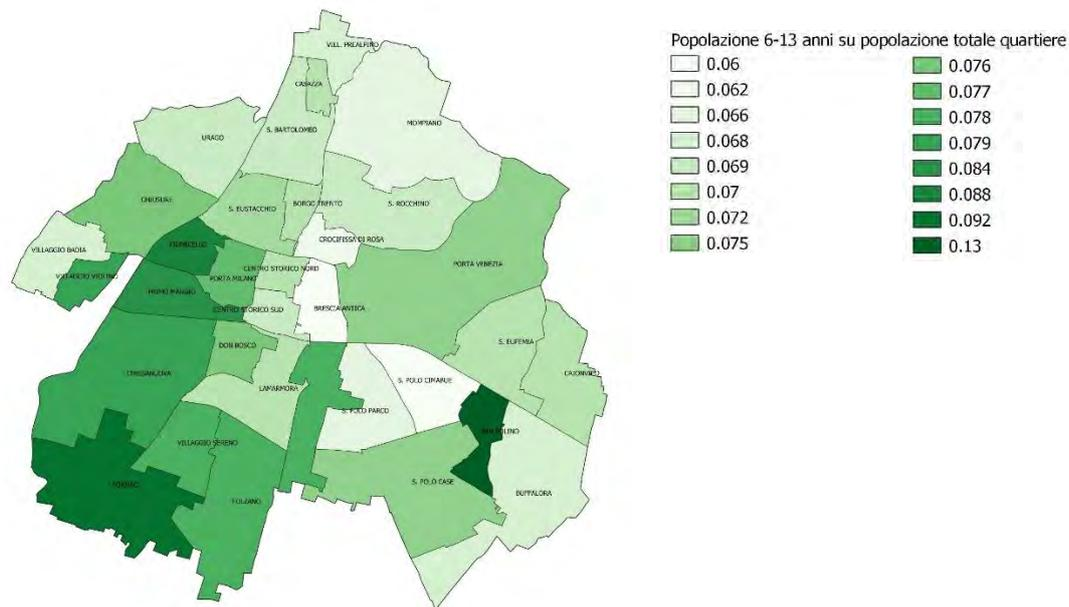 Popolazione 6-13 anni su popolazione totale quartiere
0.06
0.062
0.066
0.068
0.069
0.07
0.072
0.075
0.076
0.077
0.078
0.079
0.084
0.088
0.092
0.13
VILL. PREALPINO
CASAZZA
MOMPIANO
URAGO
S. BARTOLOMEO
CHIUSURE
S. EUSTACCHIO
BORGO TRENTO
S. ROCCHINO
CROCIFISSA DI ROSA
VILLAGGIO BADIA
FIUMICELLO
CENTRO STORICO NORD
PORTA VENEZIA
VILLAGGIO VIOLINO
PORTA MILANO
PRIMO MAGGIO
CENTRO STORICO SUD
BRESCIA ANTICA
DON BOSCO
S. EUFEMIA
CHIESANUOVA
LAMARMORA
S. POLO CIMABUE
CAIONVICO
S. POLO PARCO
SANPOLINO
VILLAGGIO SERENO
S. POLO CASE
FORNACI
BUFFALORA
FOLZANO